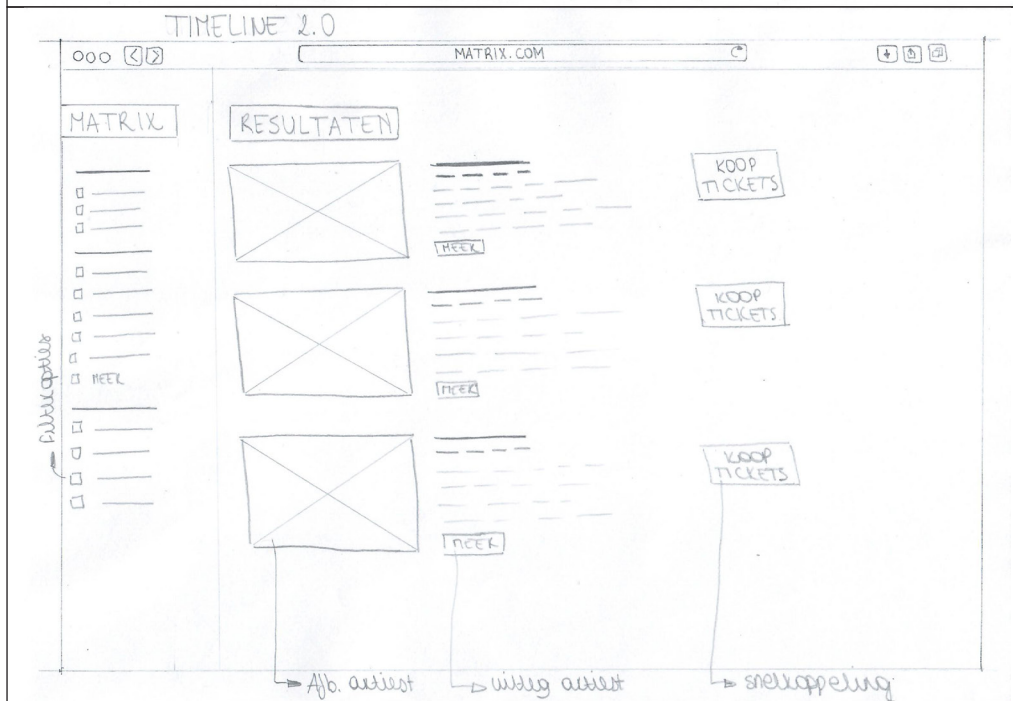 TIMELINE 2.0
MATRIX.COM
MATRIX
RESULTATEN
KOOP
TICKETS
MEER
KOOP
TICKETS
MEER
MEER
Filteropties
KOOP
TICKETS
MEER
Afb. artiest
uitleg artiest
snelkoppeling